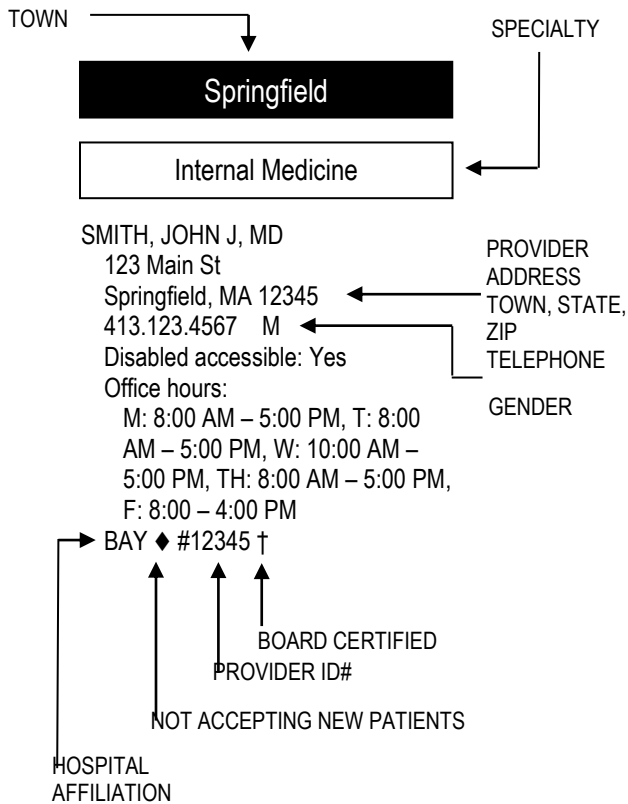 TOWN
SPECIALTY
Springfield
Internal Medicine
SMITH, JOHN J, MD
123 Main St
Springfield, MA 12345
413.123.4567 M
Disabled accessible: Yes
Office hours:
M: 8:00 AM – 5:00 PM, T: 8:00
AM – 5:00 PM, W: 10:00 AM –
5:00 PM, TH: 8:00 AM – 5:00 PM,
F: 8:00 – 4:00 PM
BAY ♦ #12345 †
PROVIDER
ADDRESS
TOWN, STATE,
ZIP
TELEPHONE
GENDER
BOARD CERTIFIED
PROVIDER ID#
NOT ACCEPTING NEW PATIENTS
HOSPITAL
AFFILIATION